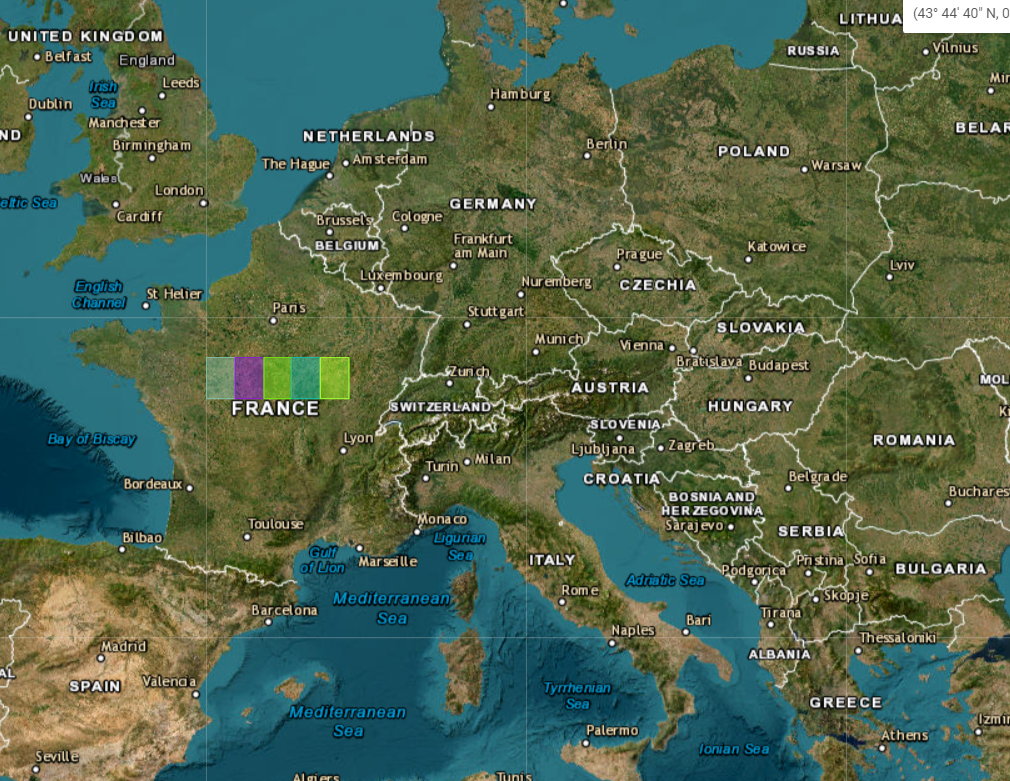 (43° 44' 40" N, 0
LITHUA
UNITED KINGDOM
RUSSIA
Vilnius
Belfast
England
Irish
Sea
Leeds
Min
Hamburg
Dublin
Manchester
ND
NETHERLANDS
BELAR
Birmingham
Berlin
POLAND
The Hague
Amsterdam
Warsaw
Wales
London
eltic Sea
GERMANY
Cardiff
Brussels
Cologne
BELGIUM
Frankfurt
am Main
Katowice
Prague
Lviv
Luxembourg
Nuremberg
CZECHIA
English
Channel
St Helier
Paris
Stuttgart
SLOVAKIA
Munich
Vienna
Bratislava
Budapest
Zurich
AUSTRIA
MOL
FRANCE
SWITZERLAND
HUNGARY
Ki
SLOVENIA
Bay of Biscay
Lyon
Ljubljana
Zagreb
ROMANIA
Turin
Milan
Bordeaux
CROATIA
Belgrade
BOSNIA AND
HERZEGOVINA
Buchares
Toulouse
Monaco
Sarajevo
SERBIA
Bilbao
Ligurian
Sea
Gulf
of Lion
Marseille
ITALY
Pristina
Sofia
Podgorica
BULGARIA
Adriatic Sea
Rome
Skopje
Mediterranean
Sea
Barcelona
Tirana
Bari
Naples
Thessaloniki
Madrid
ALBANIA
AL
SPAIN
Valencia
Tyrrhenian
Sea
GREECE
Mediterranean
Sea
Izmir
Palermo
Athens
Ionian Sea
Seville
Algiers
Tunis